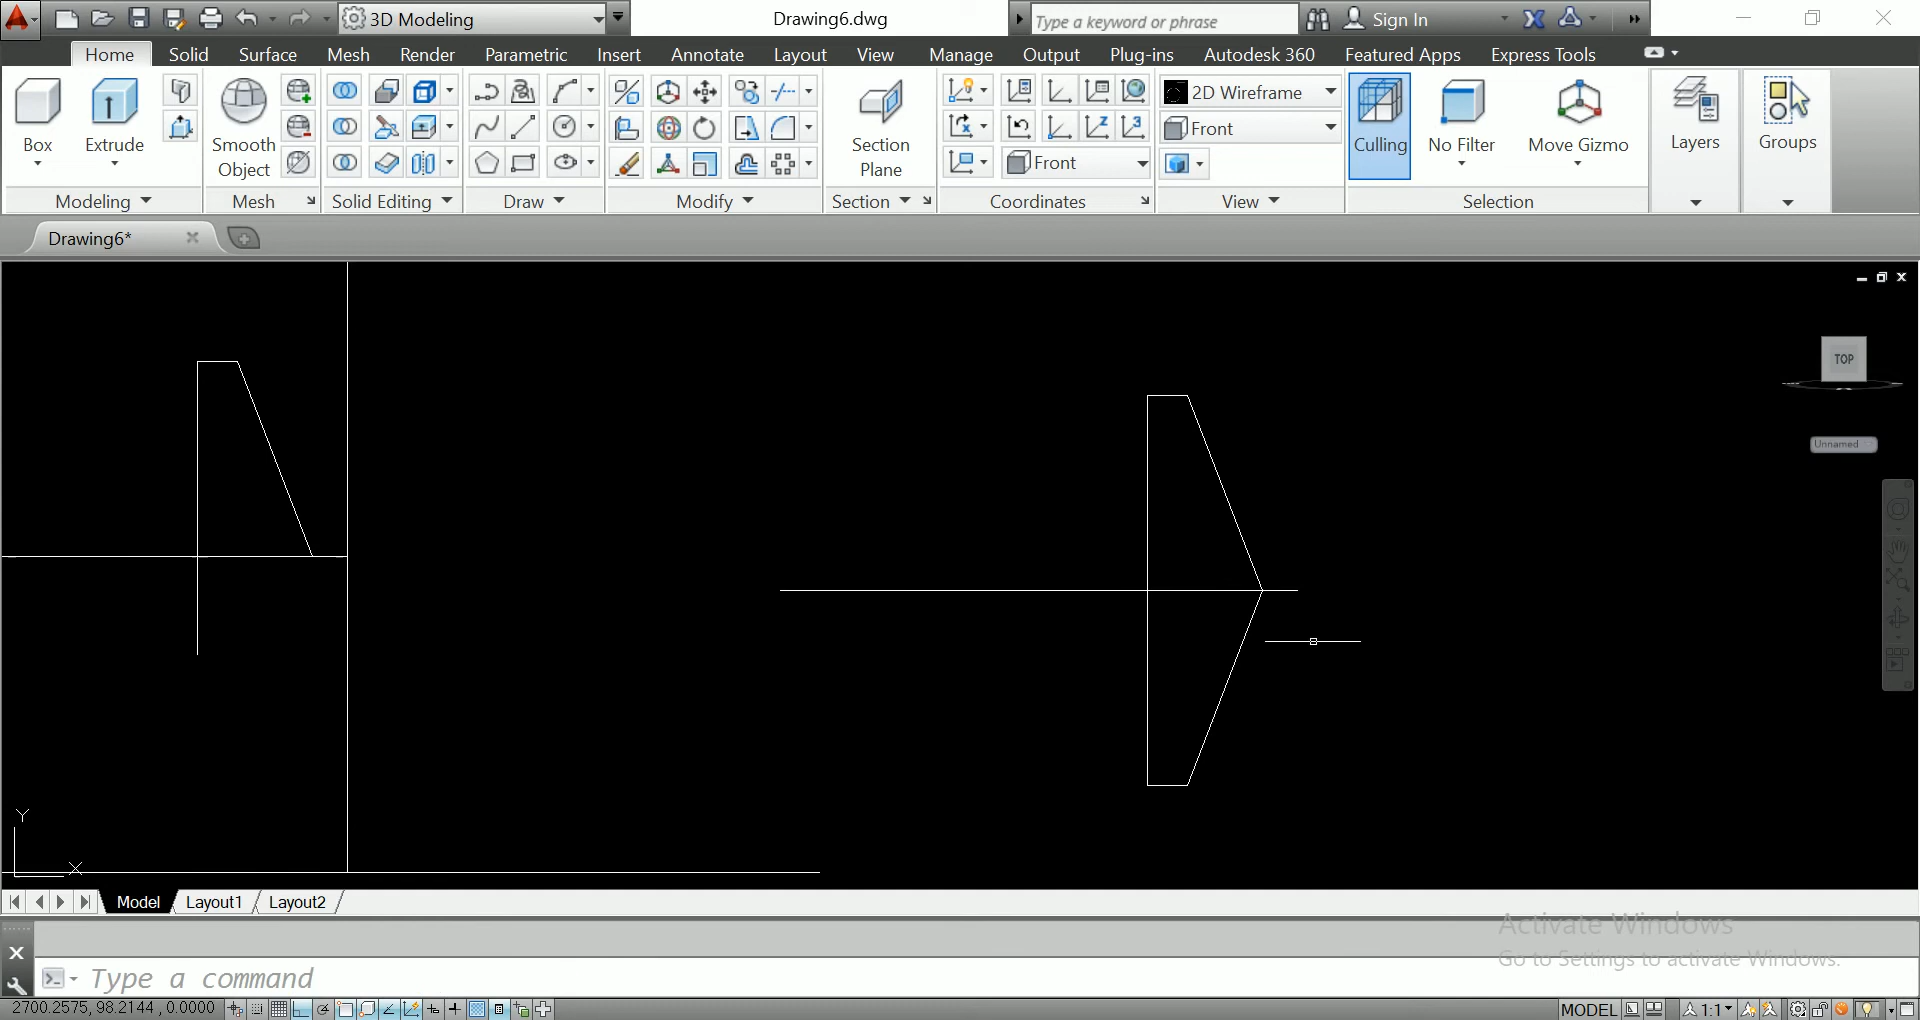 3D Modeling
Drawing6.dwg
Type a keyword or phrase
Sign In
Home Solid Surface Mesh Render Parametric Insert Annotate Layout View Manage Output Plug-ins Autodesk 360 Featured Apps Express Tools
Box
Extrude
Smooth
Object
Section
Plane
2D Wireframe
Front
Front
Culling
No Filter
Move Gizmo
Layers
Groups
Modeling
Mesh
Solid Editing
Draw
Modify
Section
Coordinates
View
Selection
Drawing6*
TOP
Unnamed
Y
X
Model
Layout1
Layout2
Activate Windows
Go to Settings to activate Windows.
Type a command
2700.2575, 98.2144 , 0.0000
MODEL
1:1